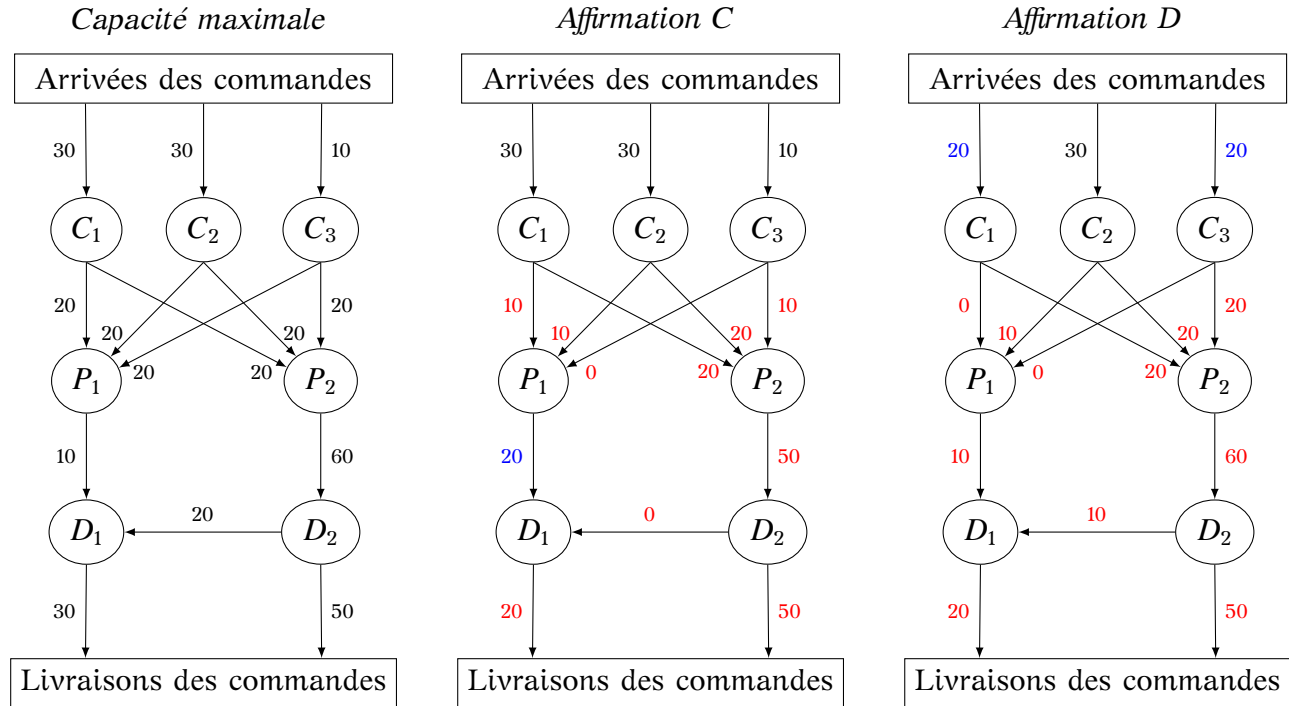 Capacité maximale Affirmation C Affirmation D
Arrivées des commandes Arrivées des commandes Arrivées des commandes
30 30 10 30 30 10 20 30 20
C1 C2 C3 C1 C2 C3 C1 C2 C3
20 20 10 10 0 20
20 20 10 20 10 20
20 20 0 20 0 20
P1 P2 P1 P2 P1 P2
10 60 20 50 10 60
20 0 10
D1 D2 D1 D2 D1 D2
30 50 20 50 20 50
Livraisons des commandes Livraisons des commandes Livraisons des commandes